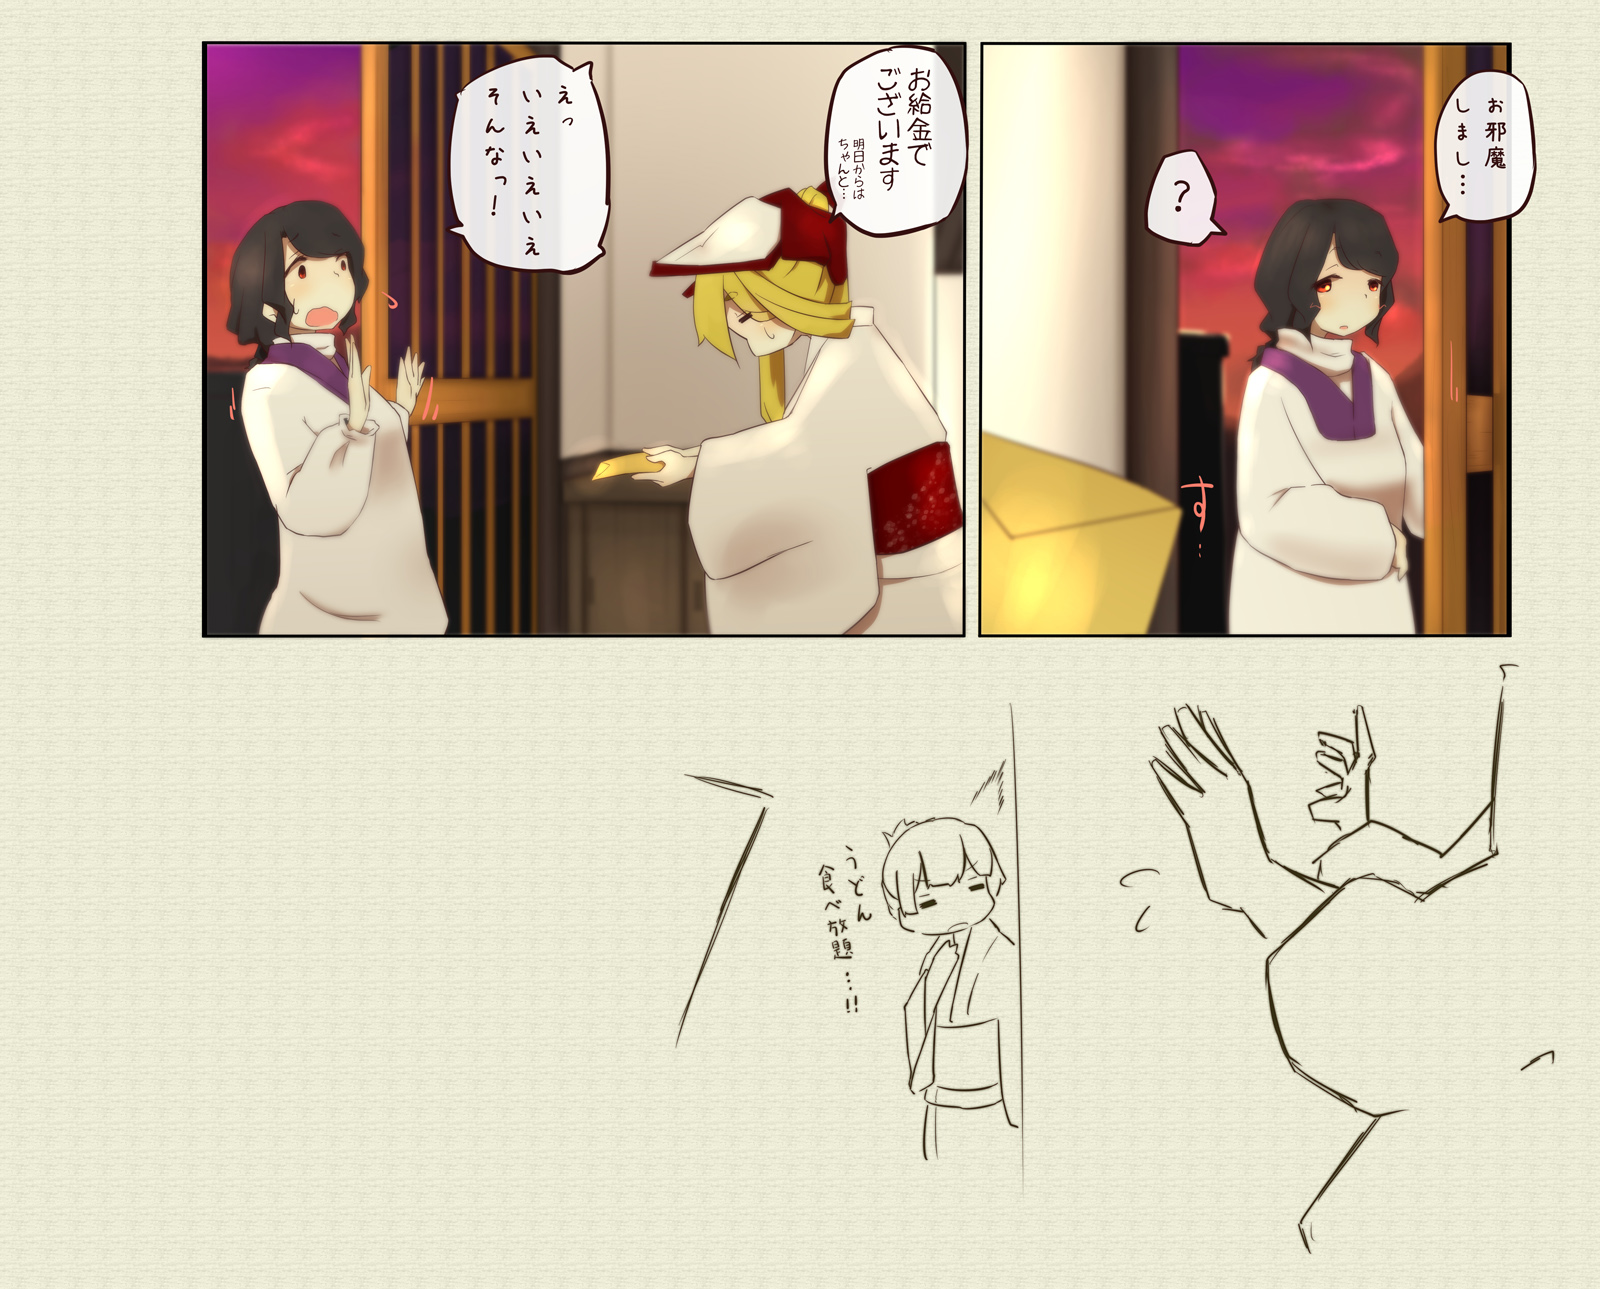 お邪魔
しまし…
?
す…
お給金で
ございます
明日からは
ちゃんと…
えっ
いえいえいえ
そんなっ！
うどん
食べ放題…!!